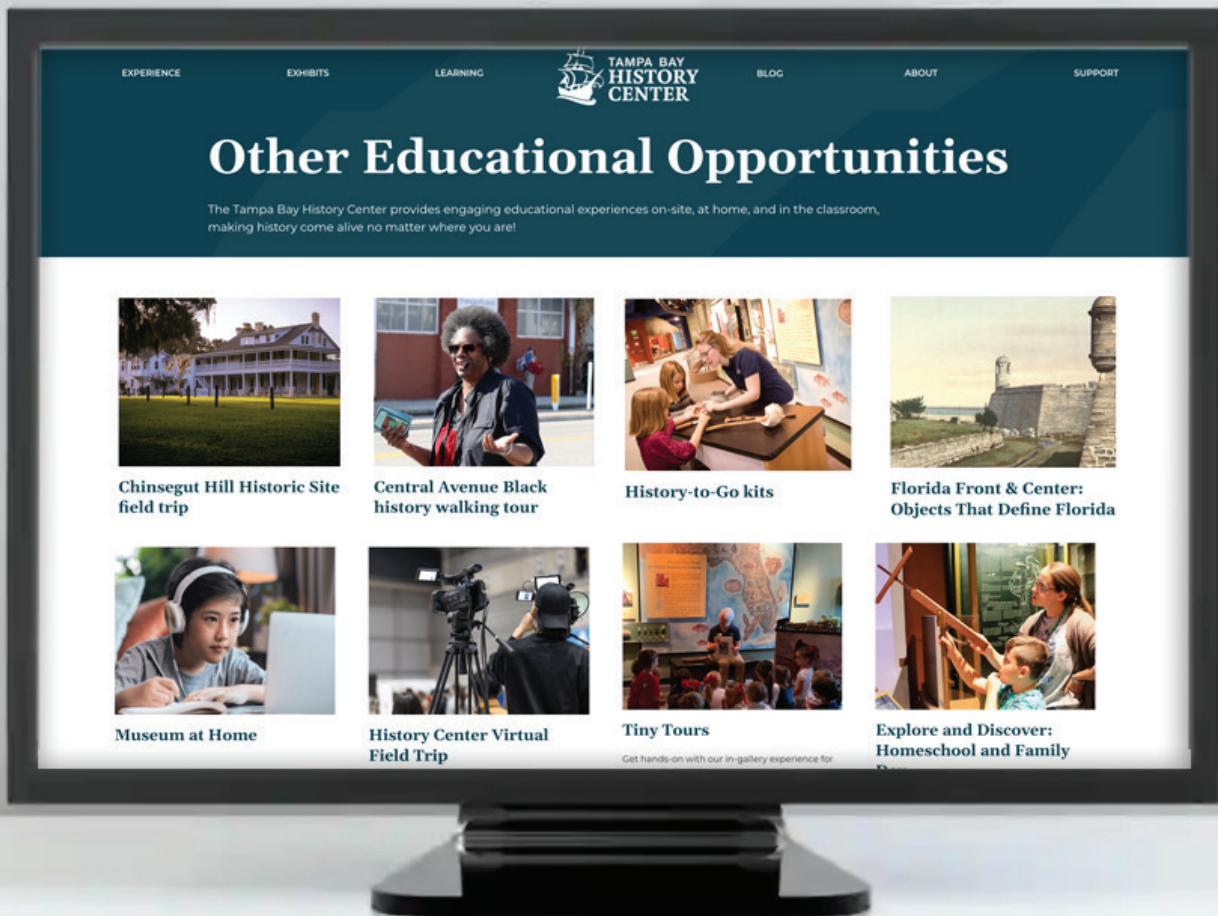 EXPERIENCE EXHIBITS LEARNING
TAMPA BAY
HISTORY
CENTER
BLOG ABOUT SUPPORT
Other Educational Opportunities
The Tampa Bay History Center provides engaging educational experiences on-site, at home, and in the classroom,
making history come alive no matter where you are!
Chinsegut Hill Historic Site
field trip
Central Avenue Black
history walking tour
History-to-Go kits
Florida Front & Center:
Objects That Define Florida
Museum at Home
History Center Virtual
Field Trip
Tiny Tours
Get hands-on with our in-gallery experience for
Explore and Discover:
Homeschool and Family